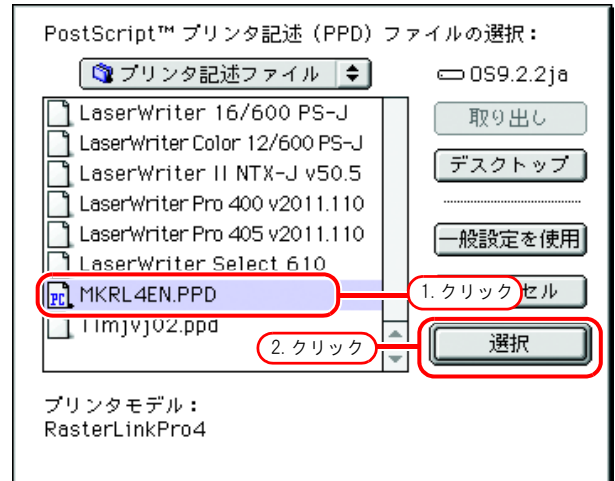 PostScript™ プリンタ記述（PPD）ファイルの選択：
プリンタ記述ファイル
OS9.2.2ja
LaserWriter 16/600 PS-J
LaserWriter Color 12/600 PS-J
LaserWriter II NTX-J v50.5
LaserWriter Pro 400 v2011.110
LaserWriter Pro 405 v2011.110
LaserWriter Select 610
MKRL4EN.PPD
取り出し
デスクトップ
一般設定を使用
1. クリック
セル
2. クリック
選択
プリンタモデル：
RasterLinkPro4